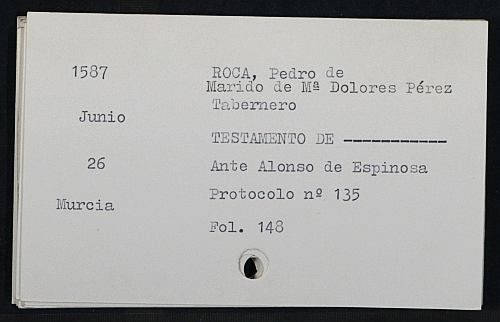 1587
ROCA, Pedro de
Marido de Mª Dolores Pérez
Tabernero
Junio
TESTAMENTO DE -----------
26
Ante Alonso de Espinosa
Protocolo nº 135
Murcia
Fol. 148